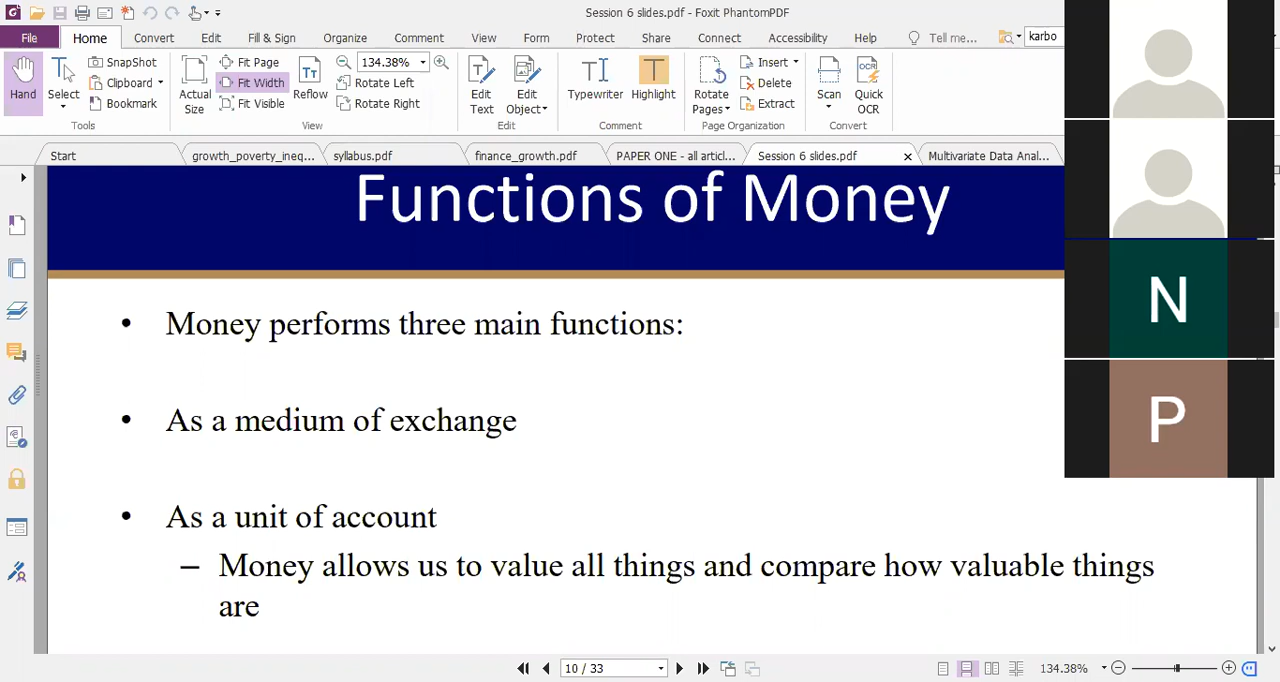 Session 6 slides.pdf - Foxit PhantomPDF
File Home Convert Edit Fill & Sign Organize Comment View Form Protect Share Connect Accessibility Help Tell me... karbo
Hand
Select
SnapShot
Clipboard
Bookmark
Tools
Actual Size
Fit Page
Fit Width
Fit Visible
Reflow
134.38%
Rotate Left
Rotate Right
View
Edit Text
Edit Object
Edit
Typewriter
Highlight
Comment
Rotate Pages
Insert
Delete
Extract
Page Organization
Scan
Quick OCR
OCR
Convert
Start growth_poverty_ineq... syllabus.pdf finance_growth.pdf PAPER ONE - all articl... Session 6 slides.pdf Multivariate Data Anal...
Functions of Money
• Money performs three main functions:
• As a medium of exchange
• As a unit of account
– Money allows us to value all things and compare how valuable things
are
N
P
10 / 33
134.38%